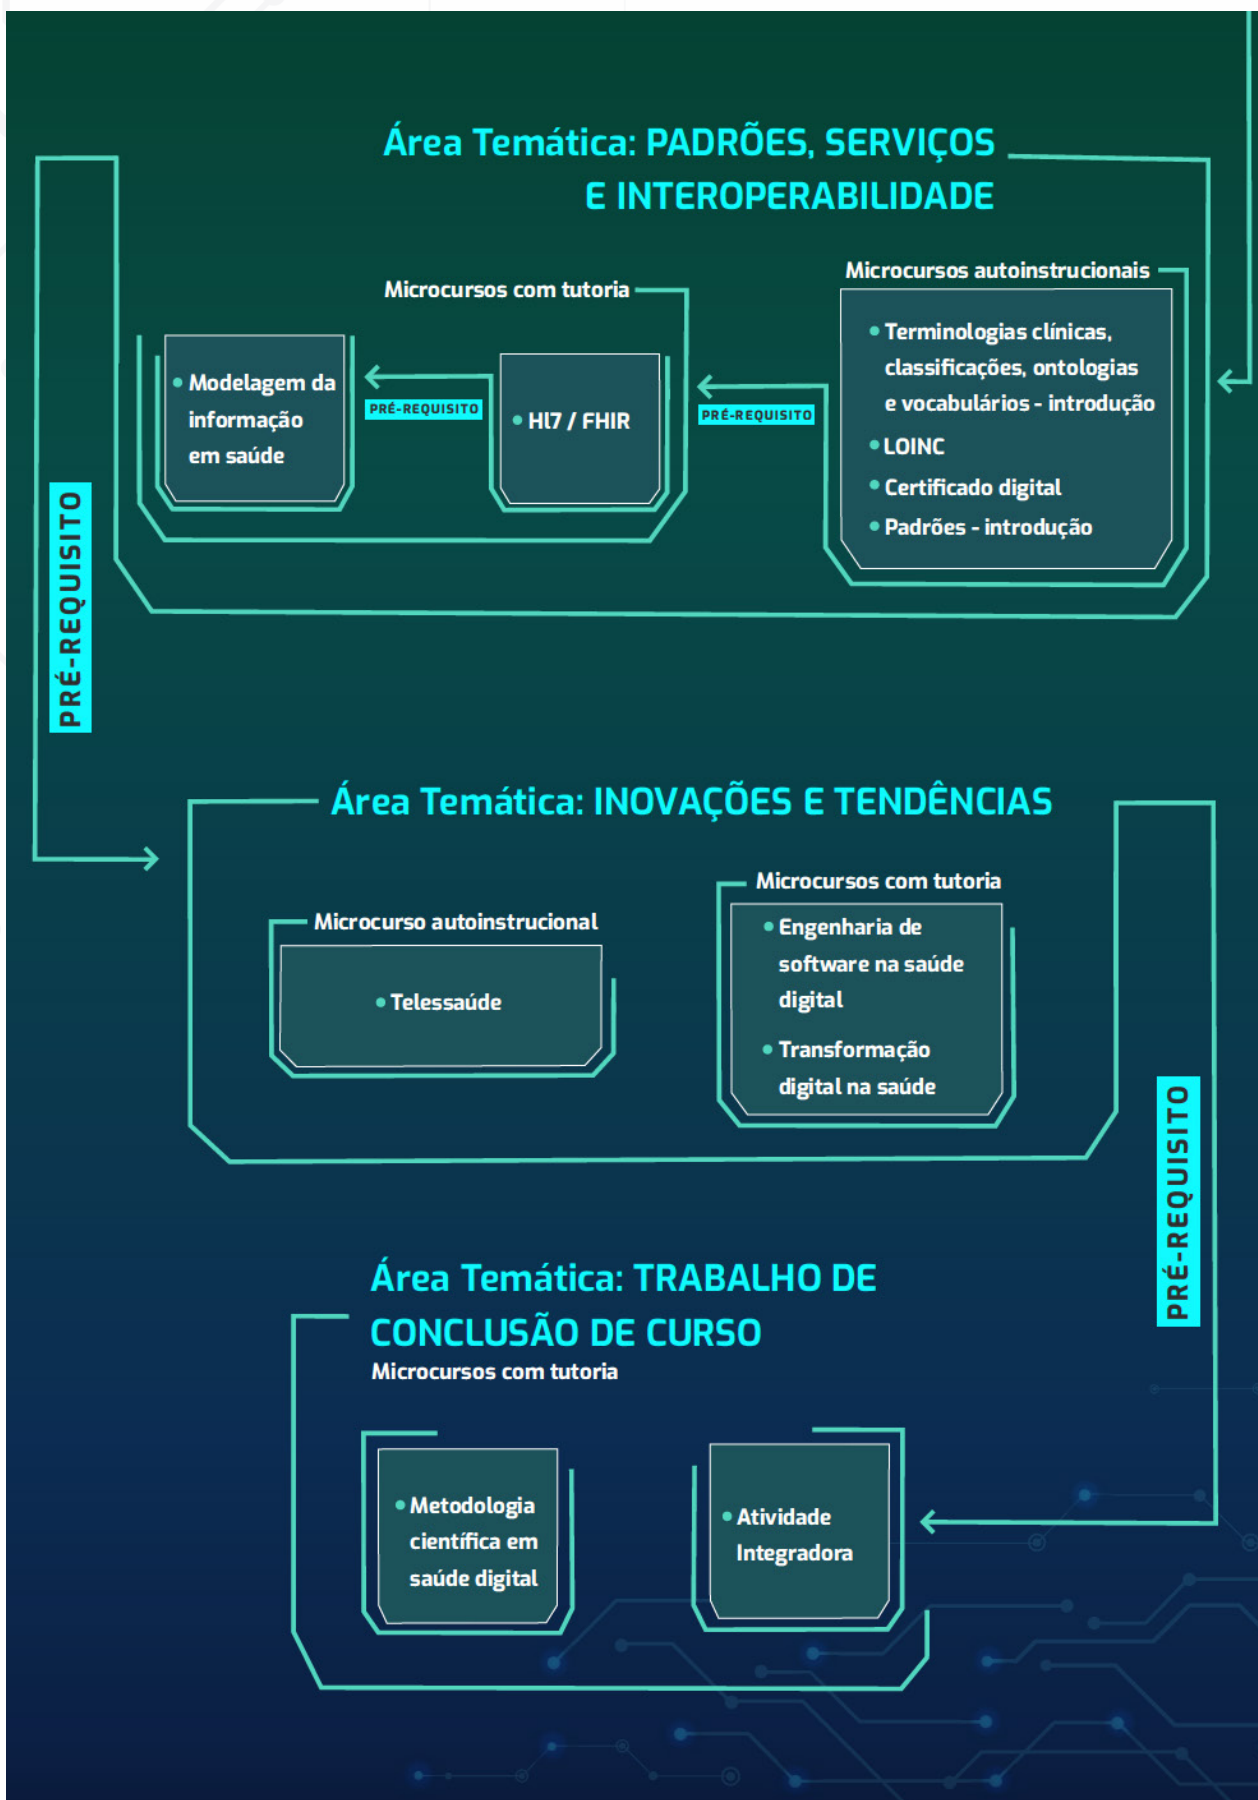 Área Temática: PADRÕES, SERVIÇOS
E INTEROPERABILIDADE
Microcursos autoinstrucionais
Terminologias clínicas,
classificações, ontologias
e vocabulários - introdução
LOINC
Certificado digital
Padrões - introdução
PRÉ-REQUISITO
Microcursos com tutoria
Hl7 / FHIR
PRÉ-REQUISITO
Modelagem da
informação
em saúde
PRÉ-REQUISITO
Área Temática: INOVAÇÕES E TENDÊNCIAS
Microcurso autoinstrucional
Telessaúde
Microcursos com tutoria
Engenharia de
software na saúde
digital
Transformação
digital na saúde
PRÉ-REQUISITO
Área Temática: TRABALHO DE
CONCLUSÃO DE CURSO
Microcursos com tutoria
Metodologia
científica em
saúde digital
Atividade
Integradora